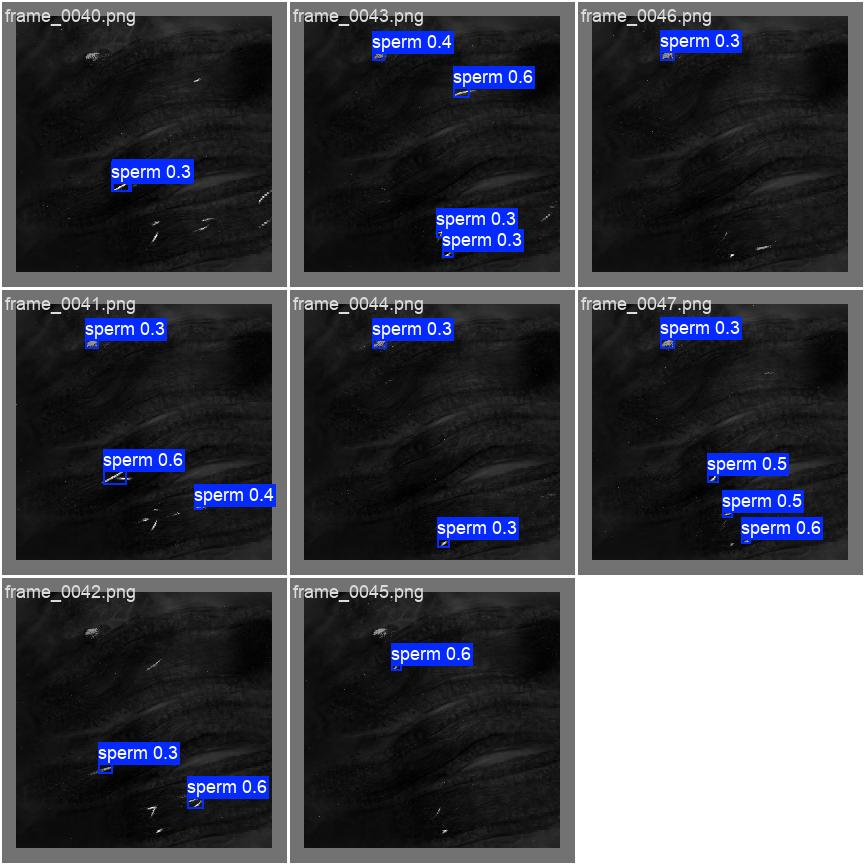 frame_0040.png
sperm 0.3
frame_0043.png
sperm 0.4
sperm 0.6
sperm 0.3
sperm 0.3
frame_0046.png
sperm 0.3
frame_0041.png
sperm 0.3
sperm 0.6
sperm 0.4
frame_0044.png
sperm 0.3
sperm 0.3
frame_0047.png
sperm 0.3
sperm 0.5
sperm 0.5
sperm 0.6
frame_0042.png
sperm 0.3
sperm 0.6
frame_0045.png
sperm 0.6